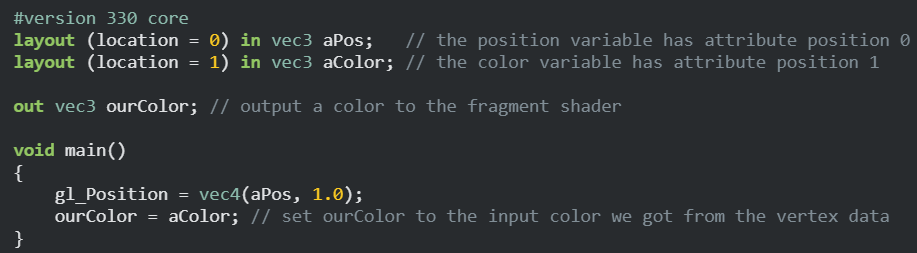 #version 330 core
layout (location = 0) in vec3 aPos;   // the position variable has attribute position 0
layout (location = 1) in vec3 aColor; // the color variable has attribute position 1

out vec3 ourColor; // output a color to the fragment shader

void main()
{
    gl_Position = vec4(aPos, 1.0);
    ourColor = aColor; // set ourColor to the input color we got from the vertex data
}